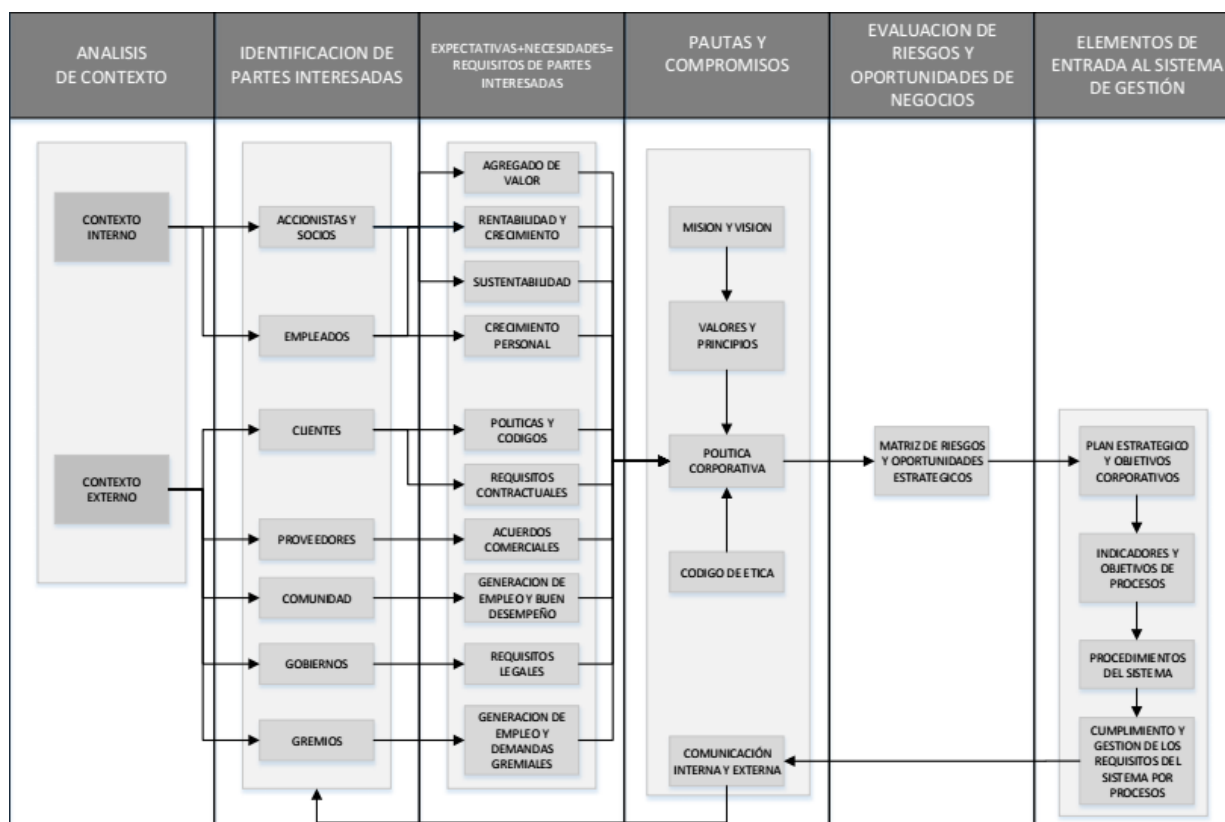 ANALISIS
DE CONTEXTO
IDENTIFICACION DE
PARTES INTERESADAS
EXPECTATIVAS+NECESIDADES=
REQUISITOS DE PARTES
INTERESADAS
PAUTAS Y
COMPROMISOS
EVALUACION DE
RIESGOS Y
OPORTUNIDADES DE
NEGOCIOS
ELEMENTOS DE
ENTRADA AL SISTEMA
DE GESTIÓN
CONTEXTO
INTERNO
CONTEXTO
EXTERNO
ACCIONISTAS Y
SOCIOS
EMPLEADOS
CLIENTES
PROVEEDORES
COMUNIDAD
GOBIERNOS
GREMIOS
AGREGADO DE
VALOR
RENTABILIDAD Y
CRECIMIENTO
SUSTENTABILIDAD
CRECIMIENTO
PERSONAL
POLITICAS Y
CODIGOS
REQUISITOS
CONTRACTUALES
ACUERDOS
COMERCIALES
GENERACION DE
EMPLEO Y BUEN
DESEMPEÑO
REQUISITOS
LEGALES
GENERACION DE
EMPLEO Y
DEMANDAS
GREMIALES
MISION Y VISION
VALORES Y
PRINCIPIOS
POLITICA
CORPORATIVA
CODIGO DE ETICA
COMUNICACIÓN
INTERNA Y EXTERNA
MATRIZ DE RIESGOS
Y OPORTUNIDADES
ESTRATEGICOS
PLAN ESTRATEGICO
Y OBJETIVOS
CORPORATIVOS
INDICADORES Y
OBJETIVOS DE
PROCESOS
PROCEDIMIENTOS
DEL SISTEMA
CUMPLIMIENTO Y
GESTION DE LOS
REQUISITOS DEL
SISTEMA POR
PROCESOS